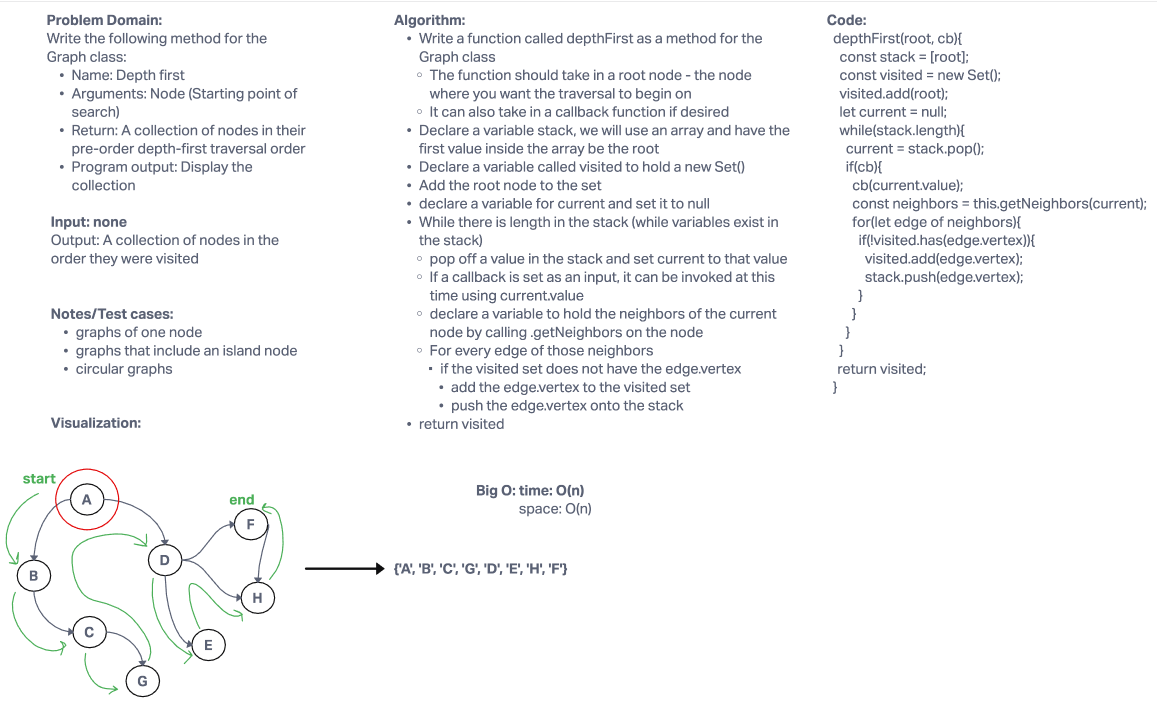 Problem Domain:
Write the following method for the
Graph class:
• Name: Depth first
• Arguments: Node (Starting point of
search)
• Return: A collection of nodes in their
pre-order depth-first traversal order
• Program output: Display the
collection
Input: none
Output: A collection of nodes in the
order they were visited
Notes/Test cases:
• graphs of one node
• graphs that include an island node
• circular graphs
Visualization:
Algorithm:
• Write a function called depthFirst as a method for the
Graph class
◦ The function should take in a root node - the node
where you want the traversal to begin on
◦ It can also take in a callback function if desired
• Declare a variable stack, we will use an array and have the
first value inside the array be the root
• Declare a variable called visited to hold a new Set()
• Add the root node to the set
• declare a variable for current and set it to null
• While there is length in the stack (while variables exist in
the stack)
◦ pop off a value in the stack and set current to that value
◦ If a callback is set as an input, it can be invoked at this
time using current.value
◦ declare a variable to hold the neighbors of the current
node by calling .getNeighbors on the node
◦ For every edge of those neighbors
▪ if the visited set does not have the edge.vertex
• add the edge.vertex to the visited set
• push the edge.vertex onto the stack
• return visited
Code:
depthFirst(root, cb){
const stack = [root];
const visited = new Set();
visited.add(root);
let current = null;
while(stack.length){
current = stack.pop();
if(cb){
cb(current.value);
const neighbors = this.getNeighbors(current);
for(let edge of neighbors){
if(!visited.has(edge.vertex)){
visited.add(edge.vertex);
stack.push(edge.vertex);
}
}
}
}
return visited;
}
start
A
end
F
D
B
H
C
E
G
Big O: time: O(n)
space: O(n)
{'A', 'B', 'C', 'G', 'D', 'E', 'H', 'F'}